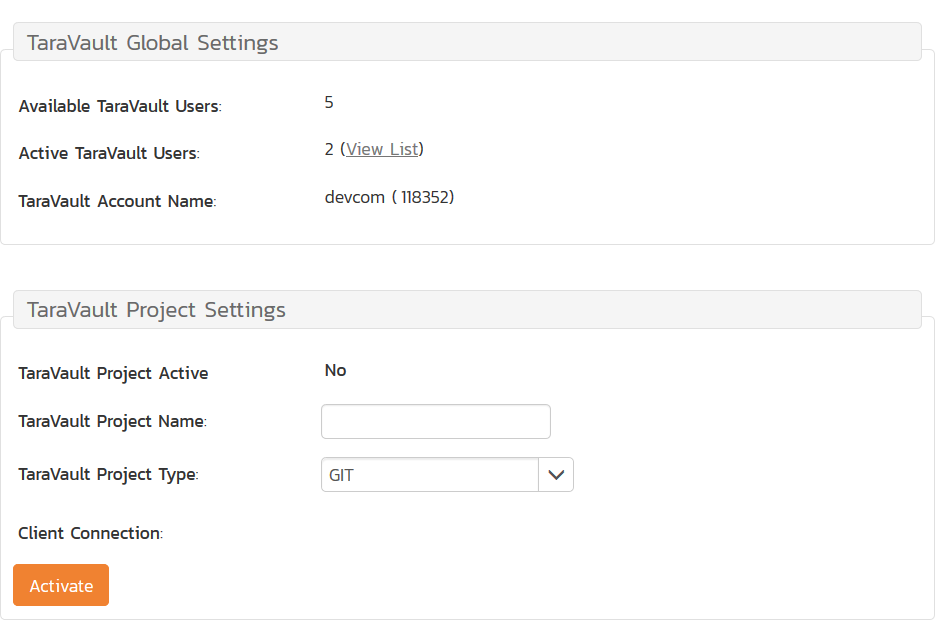 TaraVault Global Settings
Available TaraVault Users: 5
Active TaraVault Users: 2 (View List)
TaraVault Account Name: devcom (118352)
TaraVault Project Settings
TaraVault Project Active No
TaraVault Project Name:
TaraVault Project Type: GIT
Client Connection:
Activate